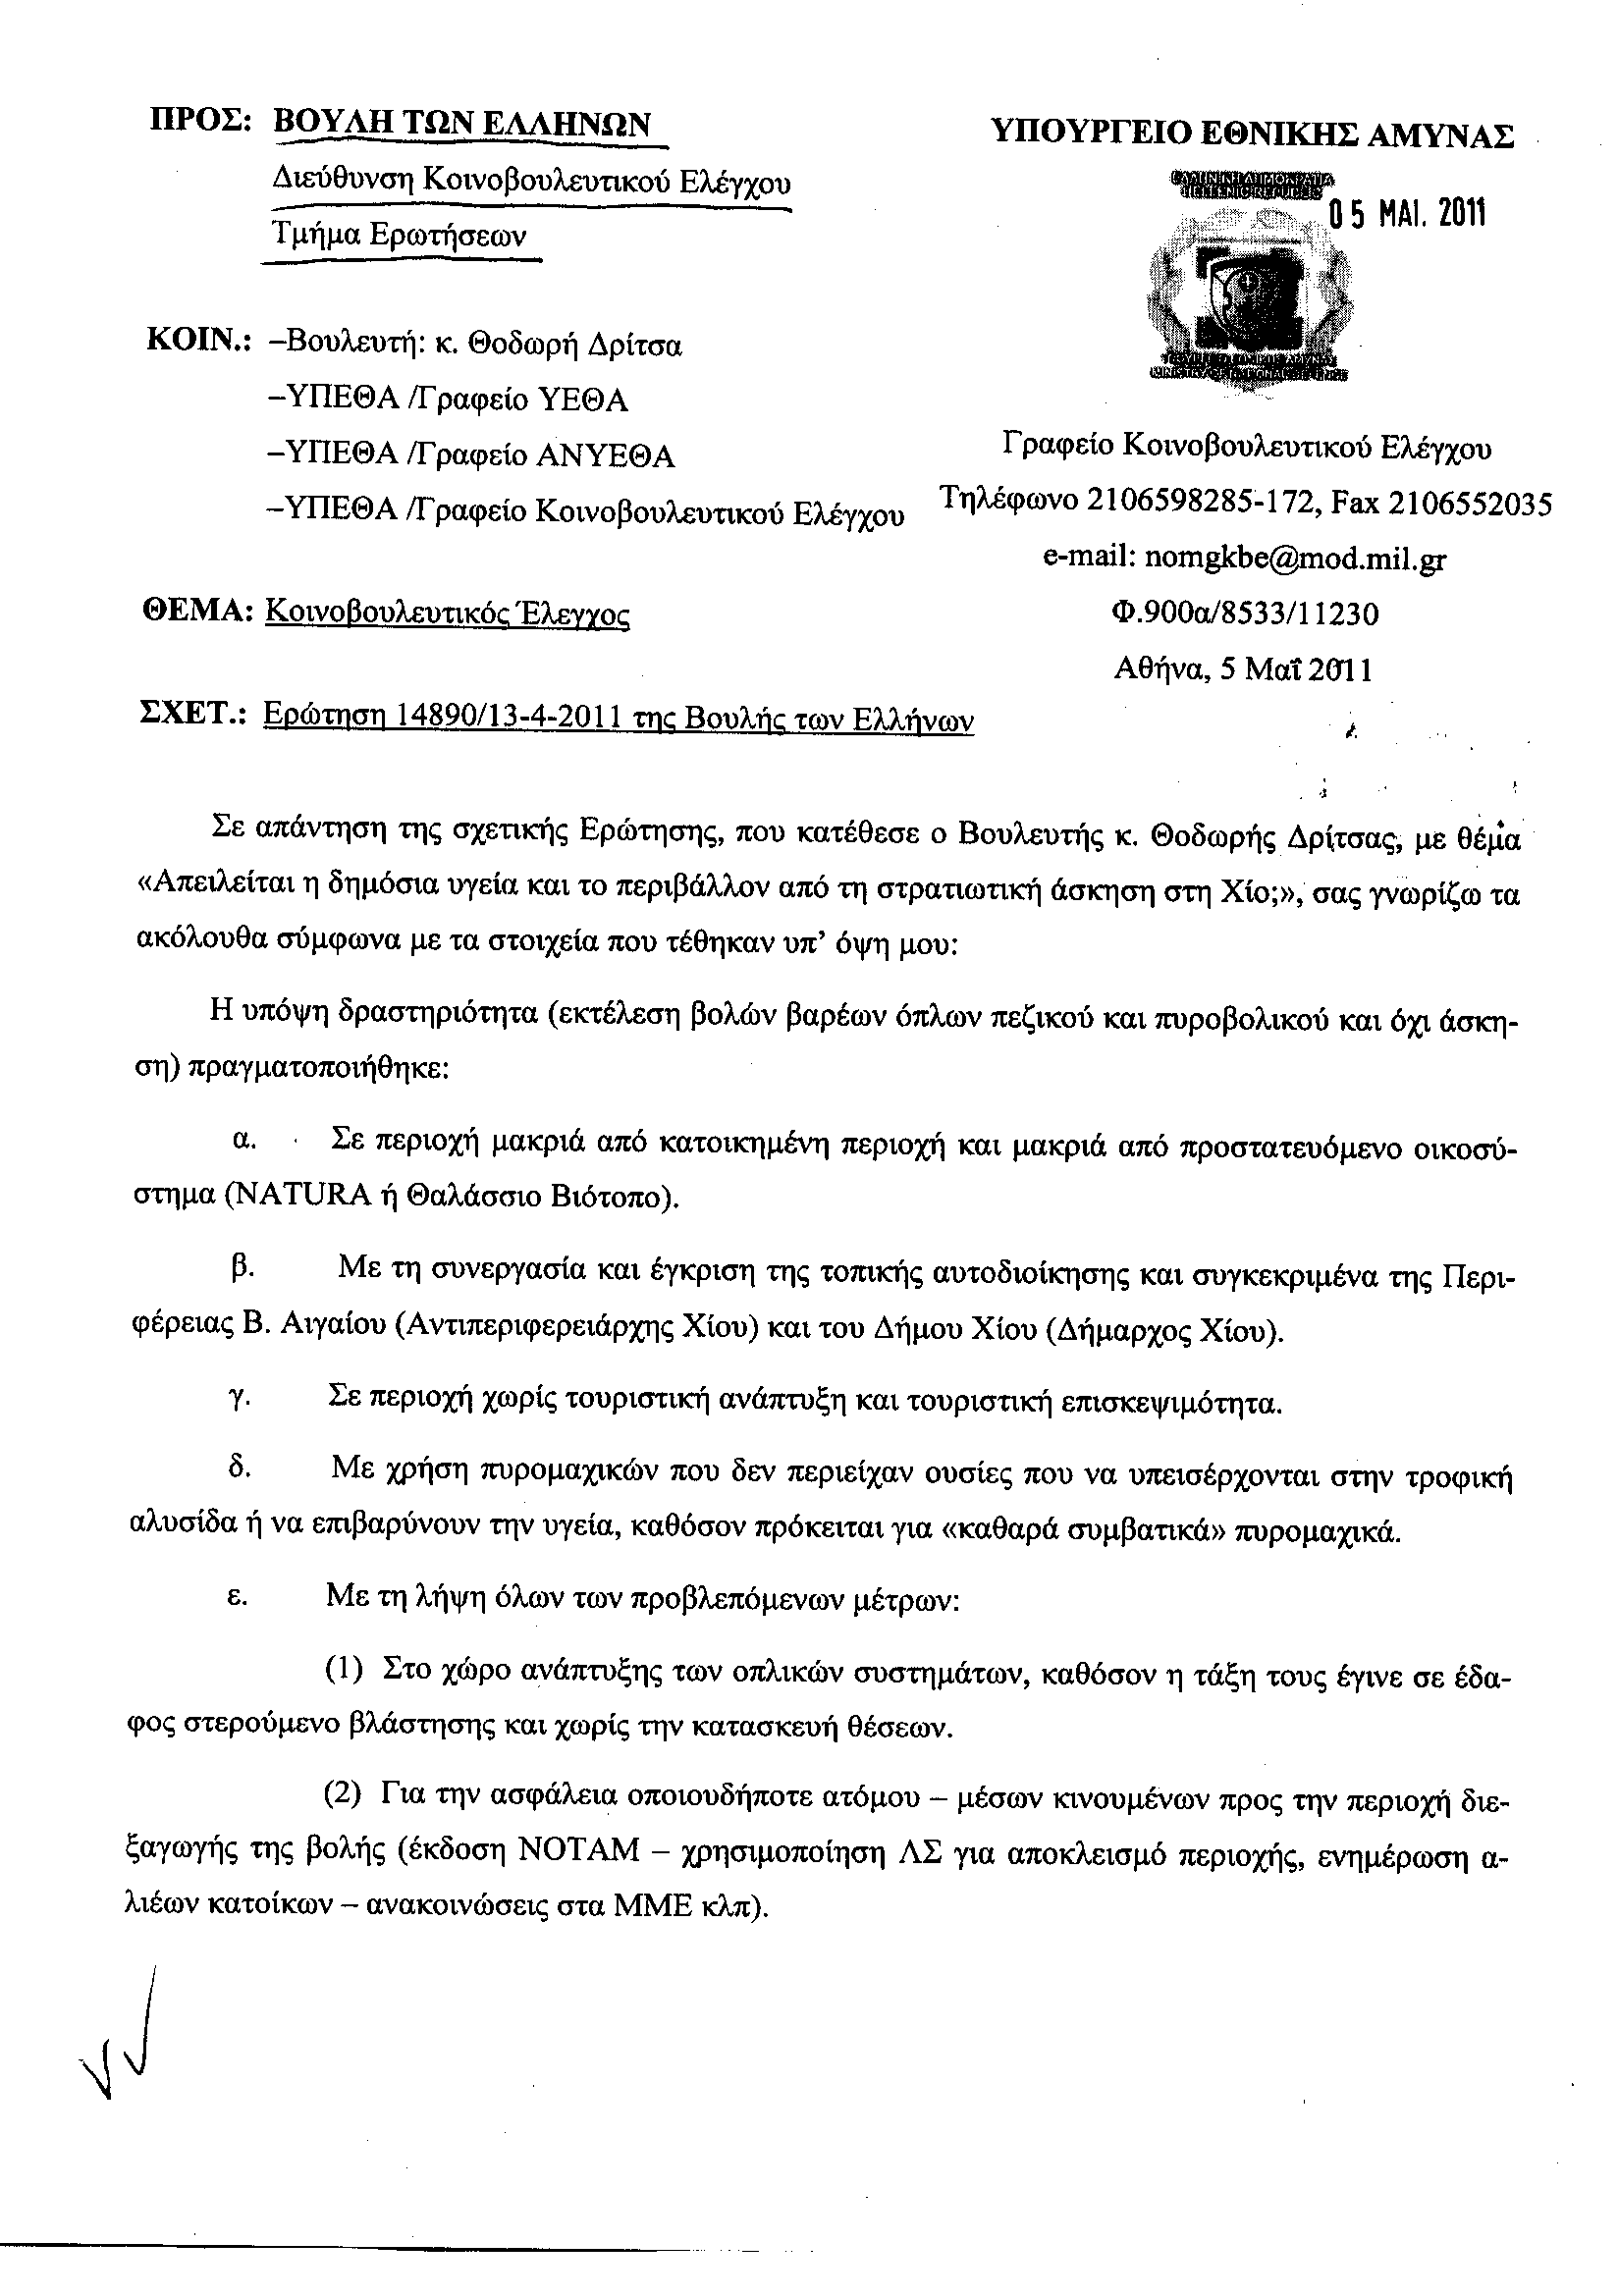 ΠΡΟΣ: ΒΟΥΛΗ ΤΩΝ ΕΛΛΗΝΩΝ
Διεύθυνση Κοινοβουλευτικού Ελέγχου
Τμήμα Ερωτήσεων
ΥΠΟΥΡΓΕΙΟ ΕΘΝΙΚΗΣ ΑΜΥΝΑΣ
05 ΜΑΙ. 2011
ΚΟΙΝ.: –Βουλευτή: κ. Θοδωρή Δρίτσα
–ΥΠΕΘΑ /Γραφείο ΥΕΘΑ
–ΥΠΕΘΑ /Γραφείο ΑΝΥΕΘΑ
–ΥΠΕΘΑ /Γραφείο Κοινοβουλευτικού Ελέγχου
Γραφείο Κοινοβουλευτικού Ελέγχου
Τηλέφωνο 2106598285-172, Fax 2106552035
e-mail: nomgkbe@mod.mil.gr
Φ.900α/8533/11230
Αθήνα, 5 Μαΐ 2011
ΘΕΜΑ: Κοινοβουλευτικός Έλεγχος
ΣΧΕΤ.: Ερώτηση 14890/13-4-2011 της Βουλής των Ελλήνων
Σε απάντηση της σχετικής Ερώτησης, που κατέθεσε ο Βουλευτής κ. Θοδωρής Δρίτσας, με θέμα
«Απειλείται η δημόσια υγεία και το περιβάλλον από τη στρατιωτική άσκηση στη Χίο;», σας γνωρίζω τα
ακόλουθα σύμφωνα με τα στοιχεία που τέθηκαν υπ’ όψη μου:
Η υπόψη δραστηριότητα (εκτέλεση βολών βαρέων όπλων πεζικού και πυροβολικού και όχι άσκη-
ση) πραγματοποιήθηκε:
α. Σε περιοχή μακριά από κατοικημένη περιοχή και μακριά από προστατευόμενο οικοσύ-
στημα (NATURA ή Θαλάσσιο Βιότοπο).
β. Με τη συνεργασία και έγκριση της τοπικής αυτοδιοίκησης και συγκεκριμένα της Περι-
φέρειας Β. Αιγαίου (Αντιπεριφερειάρχης Χίου) και του Δήμου Χίου (Δήμαρχος Χίου).
γ. Σε περιοχή χωρίς τουριστική ανάπτυξη και τουριστική επισκεψιμότητα.
δ. Με χρήση πυρομαχικών που δεν περιείχαν ουσίες που να υπεισέρχονται στην τροφική
αλυσίδα ή να επιβαρύνουν την υγεία, καθόσον πρόκειται για «καθαρά συμβατικά» πυρομαχικά.
ε. Με τη λήψη όλων των προβλεπόμενων μέτρων:
(1) Στο χώρο ανάπτυξης των οπλικών συστημάτων, καθόσον η τάξη τους έγινε σε έδα-
φος στερούμενο βλάστησης και χωρίς την κατασκευή θέσεων.
(2) Για την ασφάλεια οποιουδήποτε ατόμου – μέσων κινουμένων προς την περιοχή διε-
ξαγωγής της βολής (έκδοση ΝΟΤΑΜ – χρησιμοποίηση ΛΣ για αποκλεισμό περιοχής, ενημέρωση α-
λιέων κατοίκων – ανακοινώσεις στα ΜΜΕ κλπ).